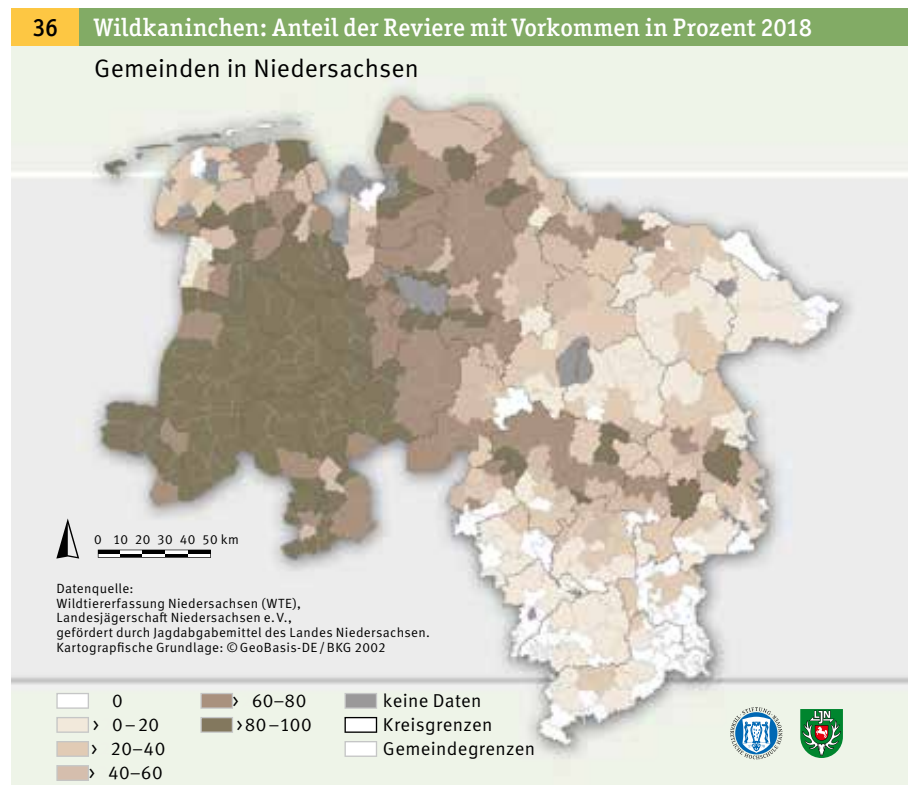 36 Wildkaninchen: Anteil der Reviere mit Vorkommen in Prozent 2018
Gemeinden in Niedersachsen
0 10 20 30 40 50 km
Datenquelle:
Wildtiererfassung Niedersachsen (WTE),
Landesjägerschaft Niedersachsen e. V.,
gefördert durch Jagdabgabemittel des Landes Niedersachsen.
Kartografische Grundlage: © GeoBasis-DE / BKG 2002
0
> 0–20
> 20–40
> 40–60
> 60–80
>80–100
keine Daten
Kreisgrenzen
Gemeindegrenzen
LJN